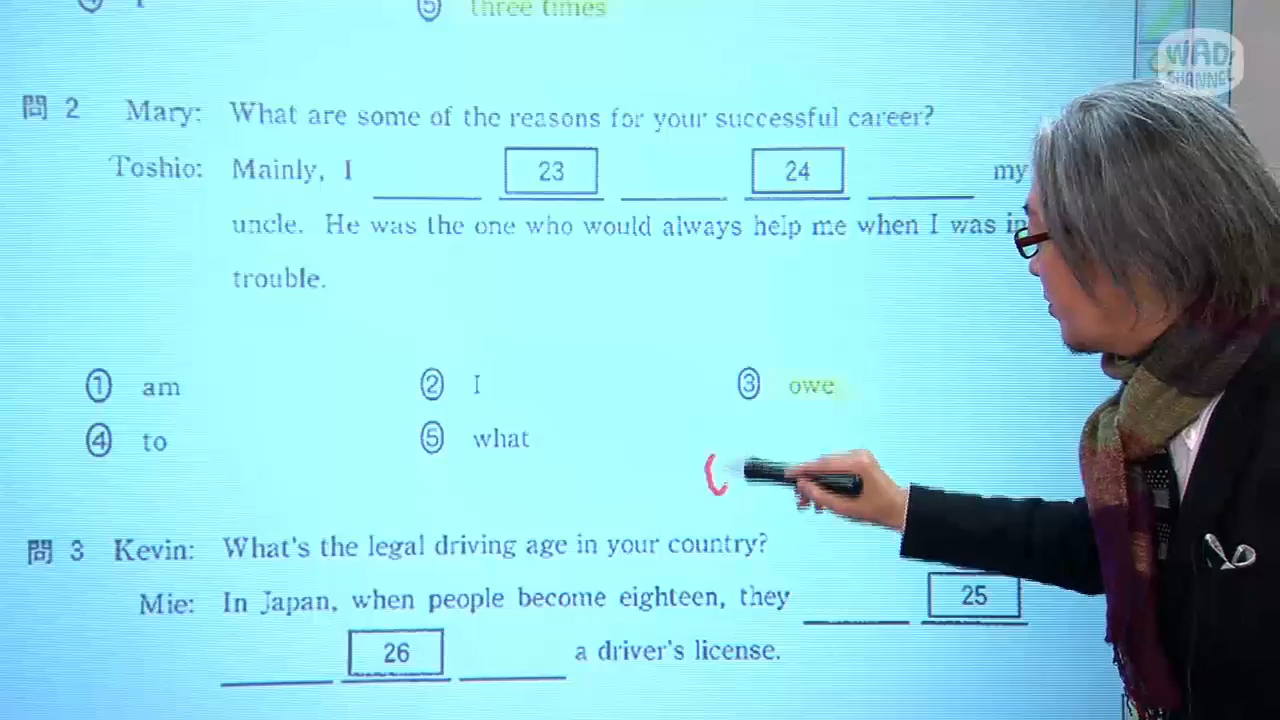 ⑤ three times
WAD!
CHANNEL
問 2 Mary: What are some of the reasons for your successful career?
Toshio: Mainly, I 23 24 my
uncle. He was the one who would always help me when I was in
trouble.
① am ② I ③ owe
④ to ⑤ what
問 3 Kevin: What's the legal driving age in your country?
Mie: In Japan, when people become eighteen, they 25
26 a driver's license.